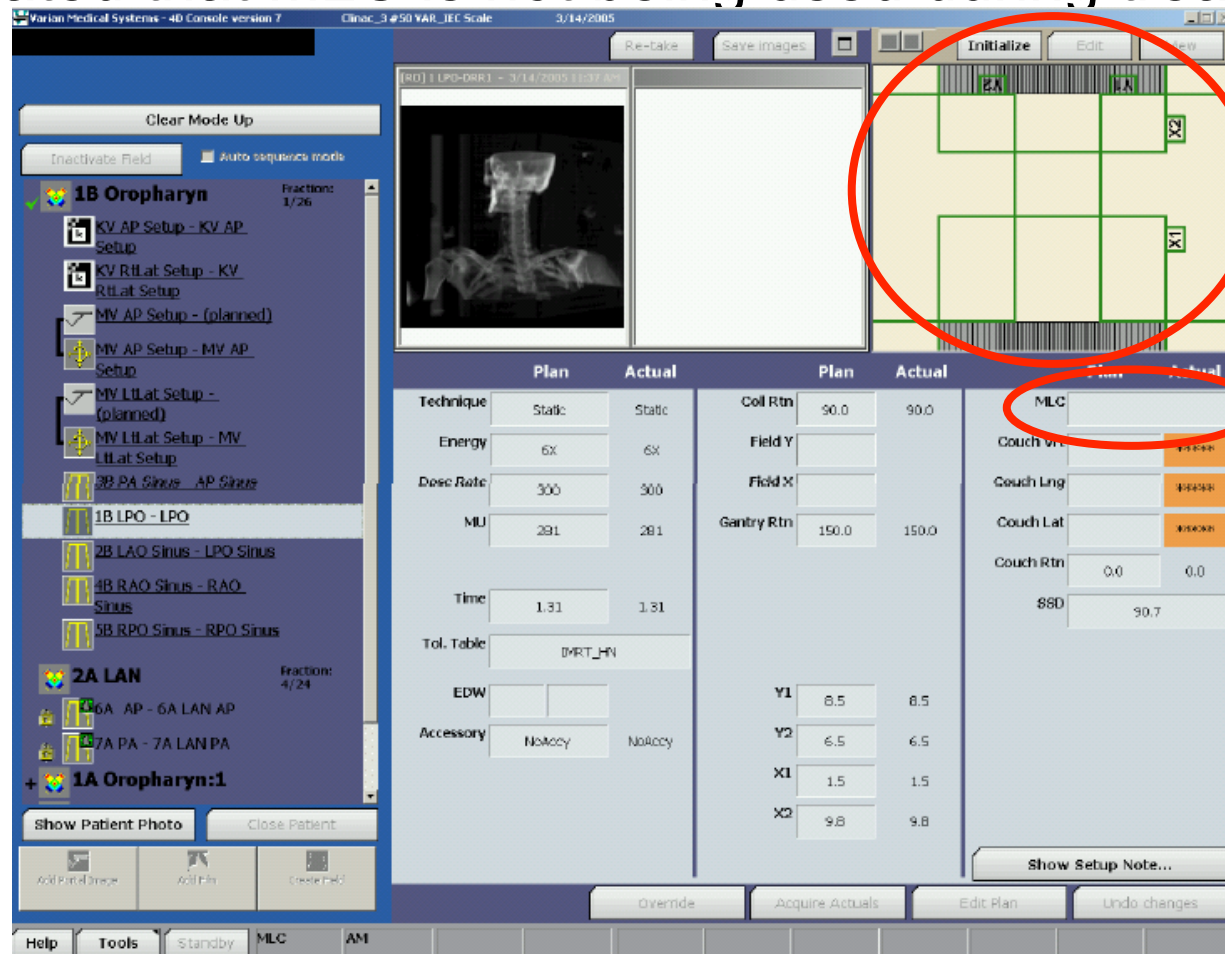 Varian Medical Systems - 4D Console version 7 Clinac_3 #50 VAR_IEC Scale 3/14/2005
Re-take Save images Initialize Edit
[RO] 1 LPO-DRR1 - 3/14/2005 11:37 AM
Y2 Y1
X2
X1
Clear Mode Up
Inactivate Field Auto sequence mode
1B Oropharyn Fraction: 1/26
KV AP Setup - KV AP
Setup
KV RtLat Setup - KV
RtLat Setup
MV AP Setup - (planned)
MV AP Setup - MV AP
Setup
MV LtLat Setup -
(planned)
MV LtLat Setup - MV
LtLat Setup
3B PA Sinus AP Sinus
1B LPO - LPO
2B LAO Sinus - LPO Sinus
4B RAO Sinus - RAO
Sinus
5B RPO Sinus - RPO Sinus
2A LAN Fraction: 4/24
6A AP - 6A LAN AP
7A PA - 7A LAN PA
+ 1A Oropharyn:1
Show Patient Photo Close Patient
Add Film Create Field
Plan Actual Plan Actual Plan Actual
Technique Static Static Coll Rtn 90.0 90.0 MLC
Energy 6X 6X Field Y Couch Vrt ******
Dose Rate 300 300 Field X Couch Lng ******
MU 281 281 Gantry Rtn 150.0 150.0 Couch Lat ******
Couch Rtn 0.0 0.0
Time 1.31 1.31 SSD 90.7
Tol. Table IMRT_HN
EDW Y1 8.5 8.5
Accessory NoAccy NoAccy Y2 6.5 6.5
X1 1.5 1.5
X2 9.8 9.8
Show Setup Note...
Override Acquire Actuals Edit Plan Undo changes
Help Tools Standby MLC AM